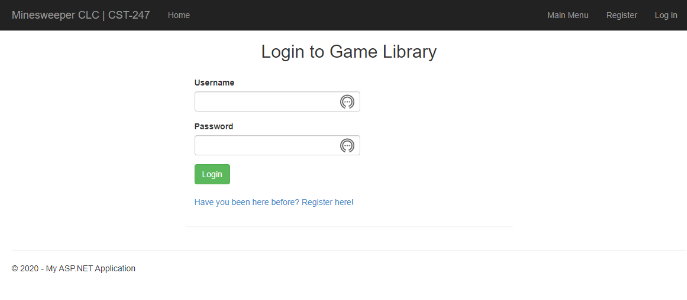 Minesweeper CLC | CST-247 Home Main Menu Register Log in
Login to Game Library
Username
Password
Login
Have you been here before? Register here!
© 2020 - My ASP.NET Application